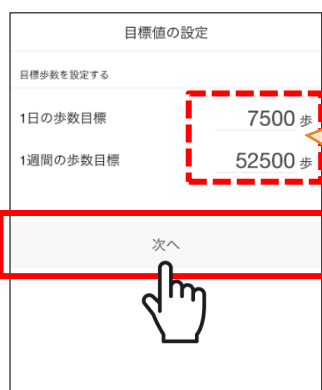 目標値の設定
目標歩数を設定する
1日の歩数目標 7500 歩
1週間の歩数目標 52500 歩
次へ